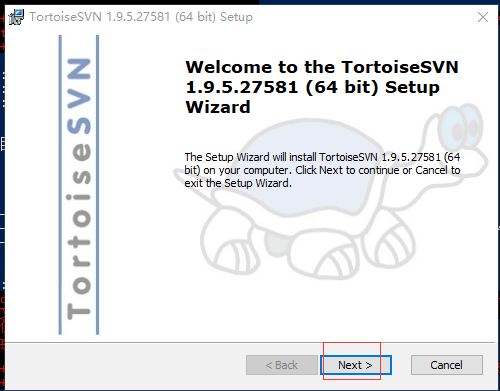 TortoiseSVN 1.9.5.27581 (64 bit) Setup
TortoiseSVN
Welcome to the TortoiseSVN
1.9.5.27581 (64 bit) Setup
Wizard
The Setup Wizard will install TortoiseSVN 1.9.5.27581 (64
bit) on your computer. Click Next to continue or Cancel to
exit the Setup Wizard.
< Back
Next >
Cancel